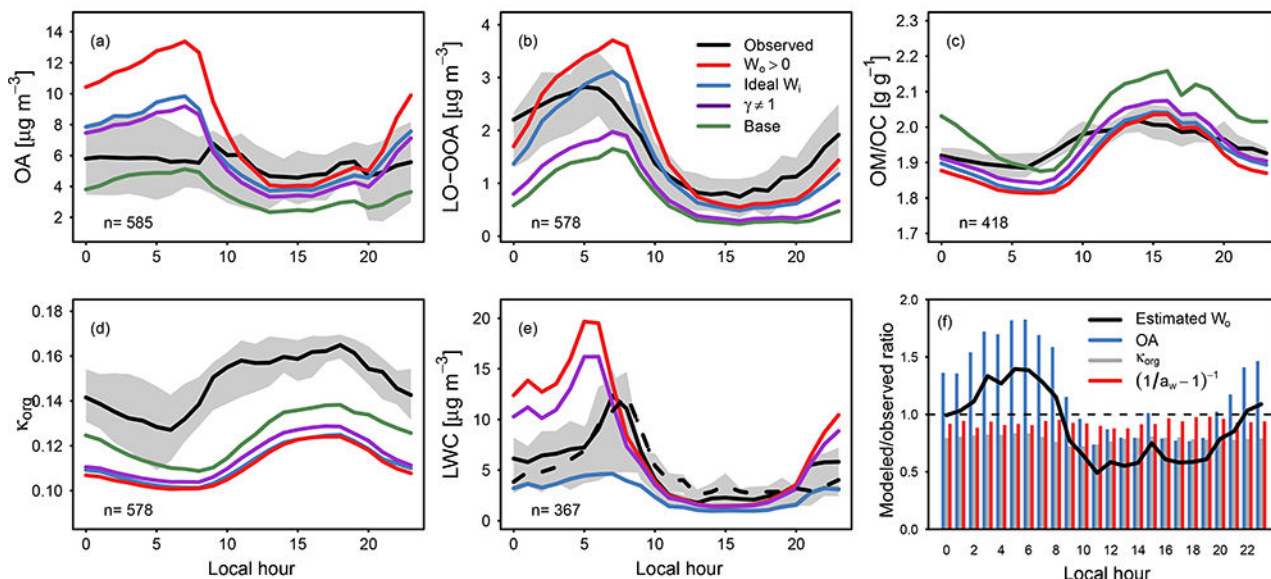 OA [µg m⁻³]
14
12
10
8
6
4
2
(a)
n= 585
0 5 10 15 20
LO−OOA [µg m⁻³]
4
3
2
1
0
(b)
Observed
Wₒ > 0
Ideal Wᵢ
γ ≠ 1
Base
n= 578
0 5 10 15 20
OM/OC [g g⁻¹]
2.3
2.2
2.1
2.0
1.9
1.8
1.7
(c)
n= 418
0 5 10 15 20
κorg
0.18
0.16
0.14
0.12
0.10
(d)
n= 578
0 5 10 15 20
Local hour
LWC [µg m⁻³]
20
15
10
5
0
(e)
n= 367
0 5 10 15 20
Local hour
Modeled/observed ratio
2.0
1.5
1.0
0.5
0.0
(f)
Estimated Wₒ
OA
κorg
(1/a_w − 1)⁻¹
0 2 4 6 8 10 12 14 16 18 20 22
Local hour